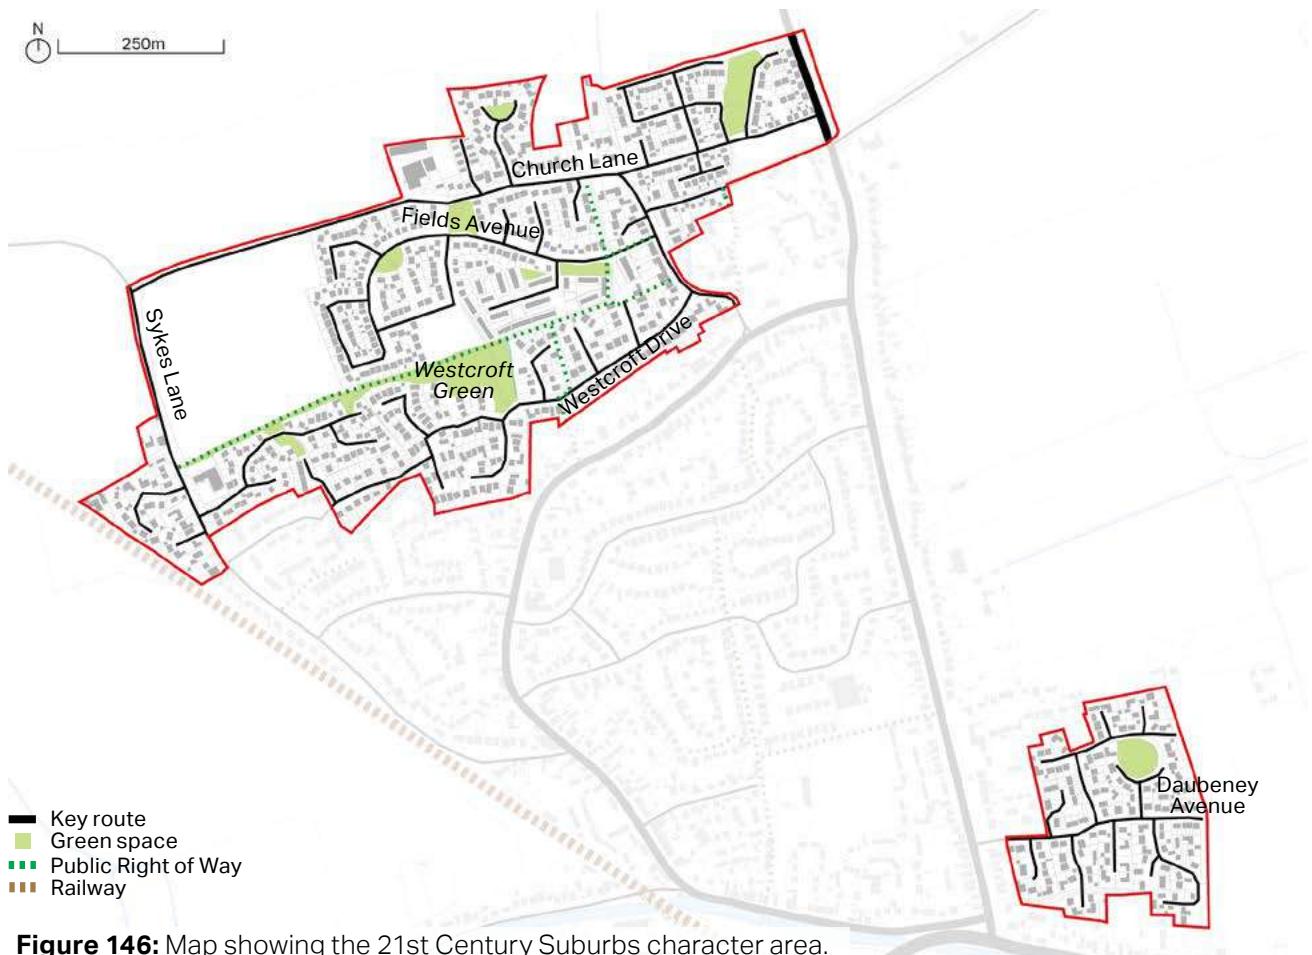 N
250m
Church Lane
Fields Avenue
Sykes Lane
Westcroft
Green
Westcroft Drive
Daubeney
Avenue
Key route
Green space
Public Right of Way
Railway
Figure 146: Map showing the 21st Century Suburbs character area.